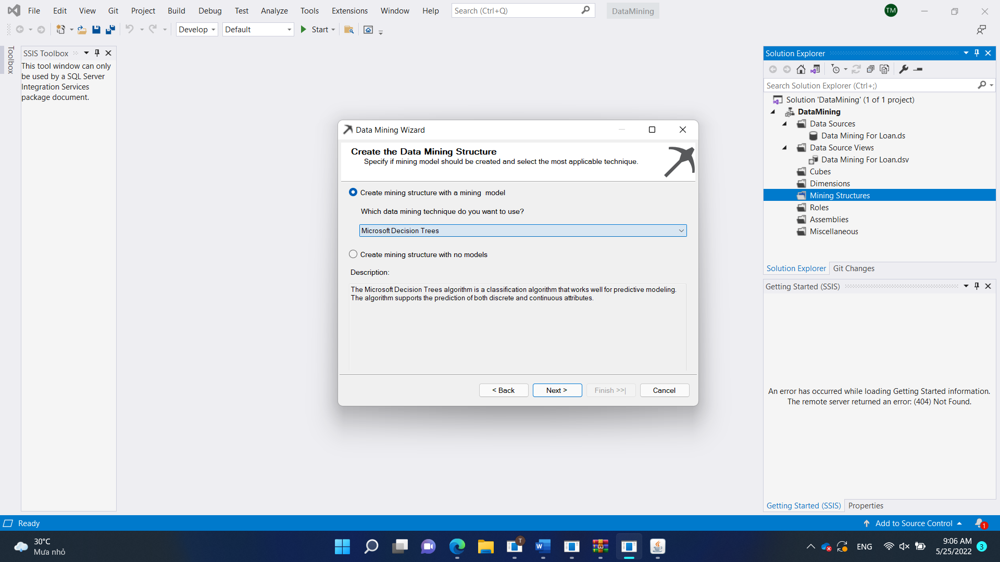 File Edit View Git Project Build Debug Test Analyze Tools Extensions Window Help Search (Ctrl+Q) DataMining TM
Develop Default Start
Toolbox
SSIS Toolbox
This tool window can only
be used by a SQL Server
Integration Services
package document.
Data Mining Wizard
Create the Data Mining Structure
Specify if mining model should be created and select the most applicable technique.
Create mining structure with a mining model
Which data mining technique do you want to use?
Microsoft Decision Trees
Create mining structure with no models
Description:
The Microsoft Decision Trees algorithm is a classification algorithm that works well for predictive modeling.
The algorithm supports the prediction of both discrete and continuous attributes.
< Back Next > Finish >>| Cancel
Solution Explorer
Search Solution Explorer (Ctrl+;)
Solution 'DataMining' (1 of 1 project)
DataMining
Data Sources
Data Mining For Loan.ds
Data Source Views
Data Mining For Loan.dsv
Cubes
Dimensions
Mining Structures
Roles
Assemblies
Miscellaneous
Solution Explorer Git Changes
Getting Started (SSIS)
An error has occurred while loading Getting Started information.
The remote server returned an error: (404) Not Found.
Getting Started (SSIS) Properties
Ready Add to Source Control 1
30°C
Mưa nhỏ
T
W
ENG
9:06 AM
5/25/2022
3